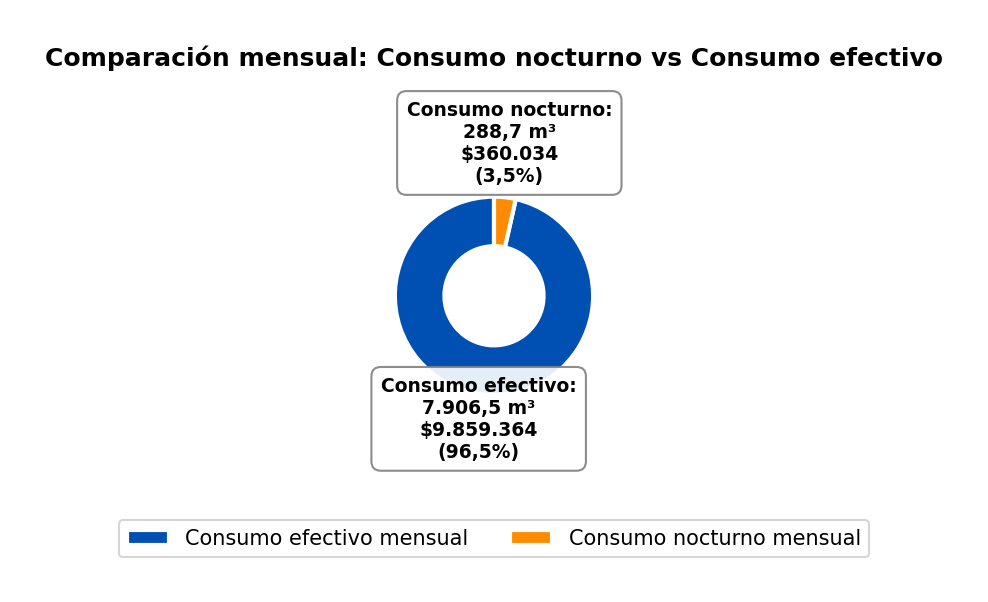 Comparación mensual: Consumo nocturno vs Consumo efectivo
Consumo nocturno:
288,7 m³
$360.034
(3,5%)
Consumo efectivo:
7.906,5 m³
$9.859.364
(96,5%)
Consumo efectivo mensual
Consumo nocturno mensual